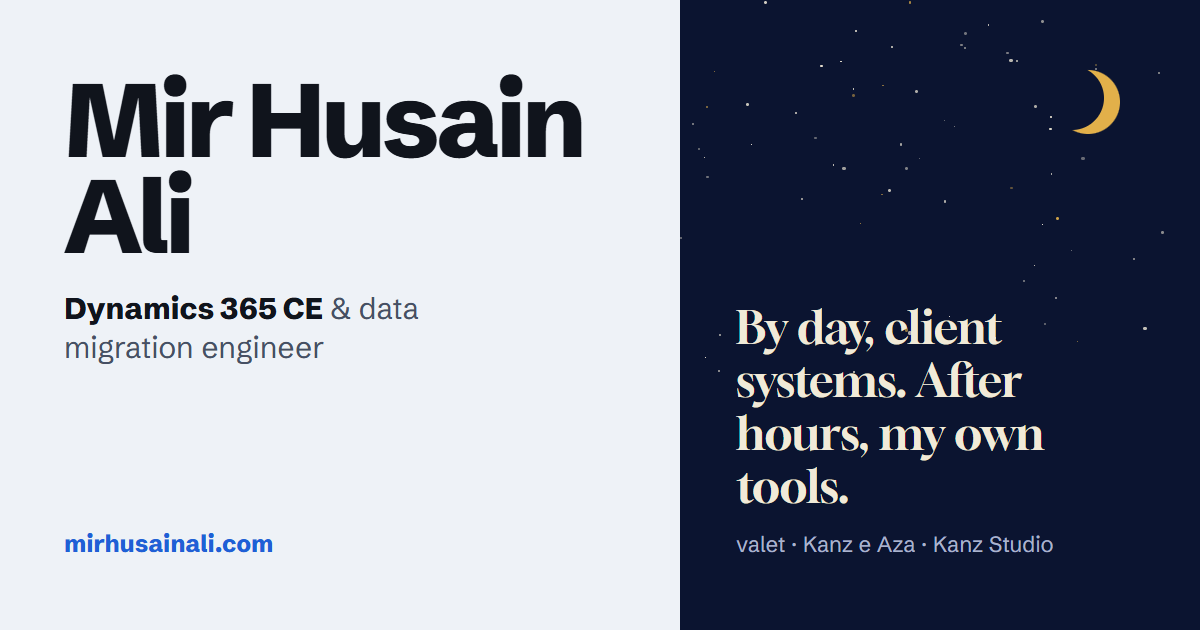 Mir Husain
Ali
Dynamics 365 CE & data
migration engineer
mirhusainali.com
By day, client
systems. After
hours, my own
tools.
valet · Kanz e Aza · Kanz Studio